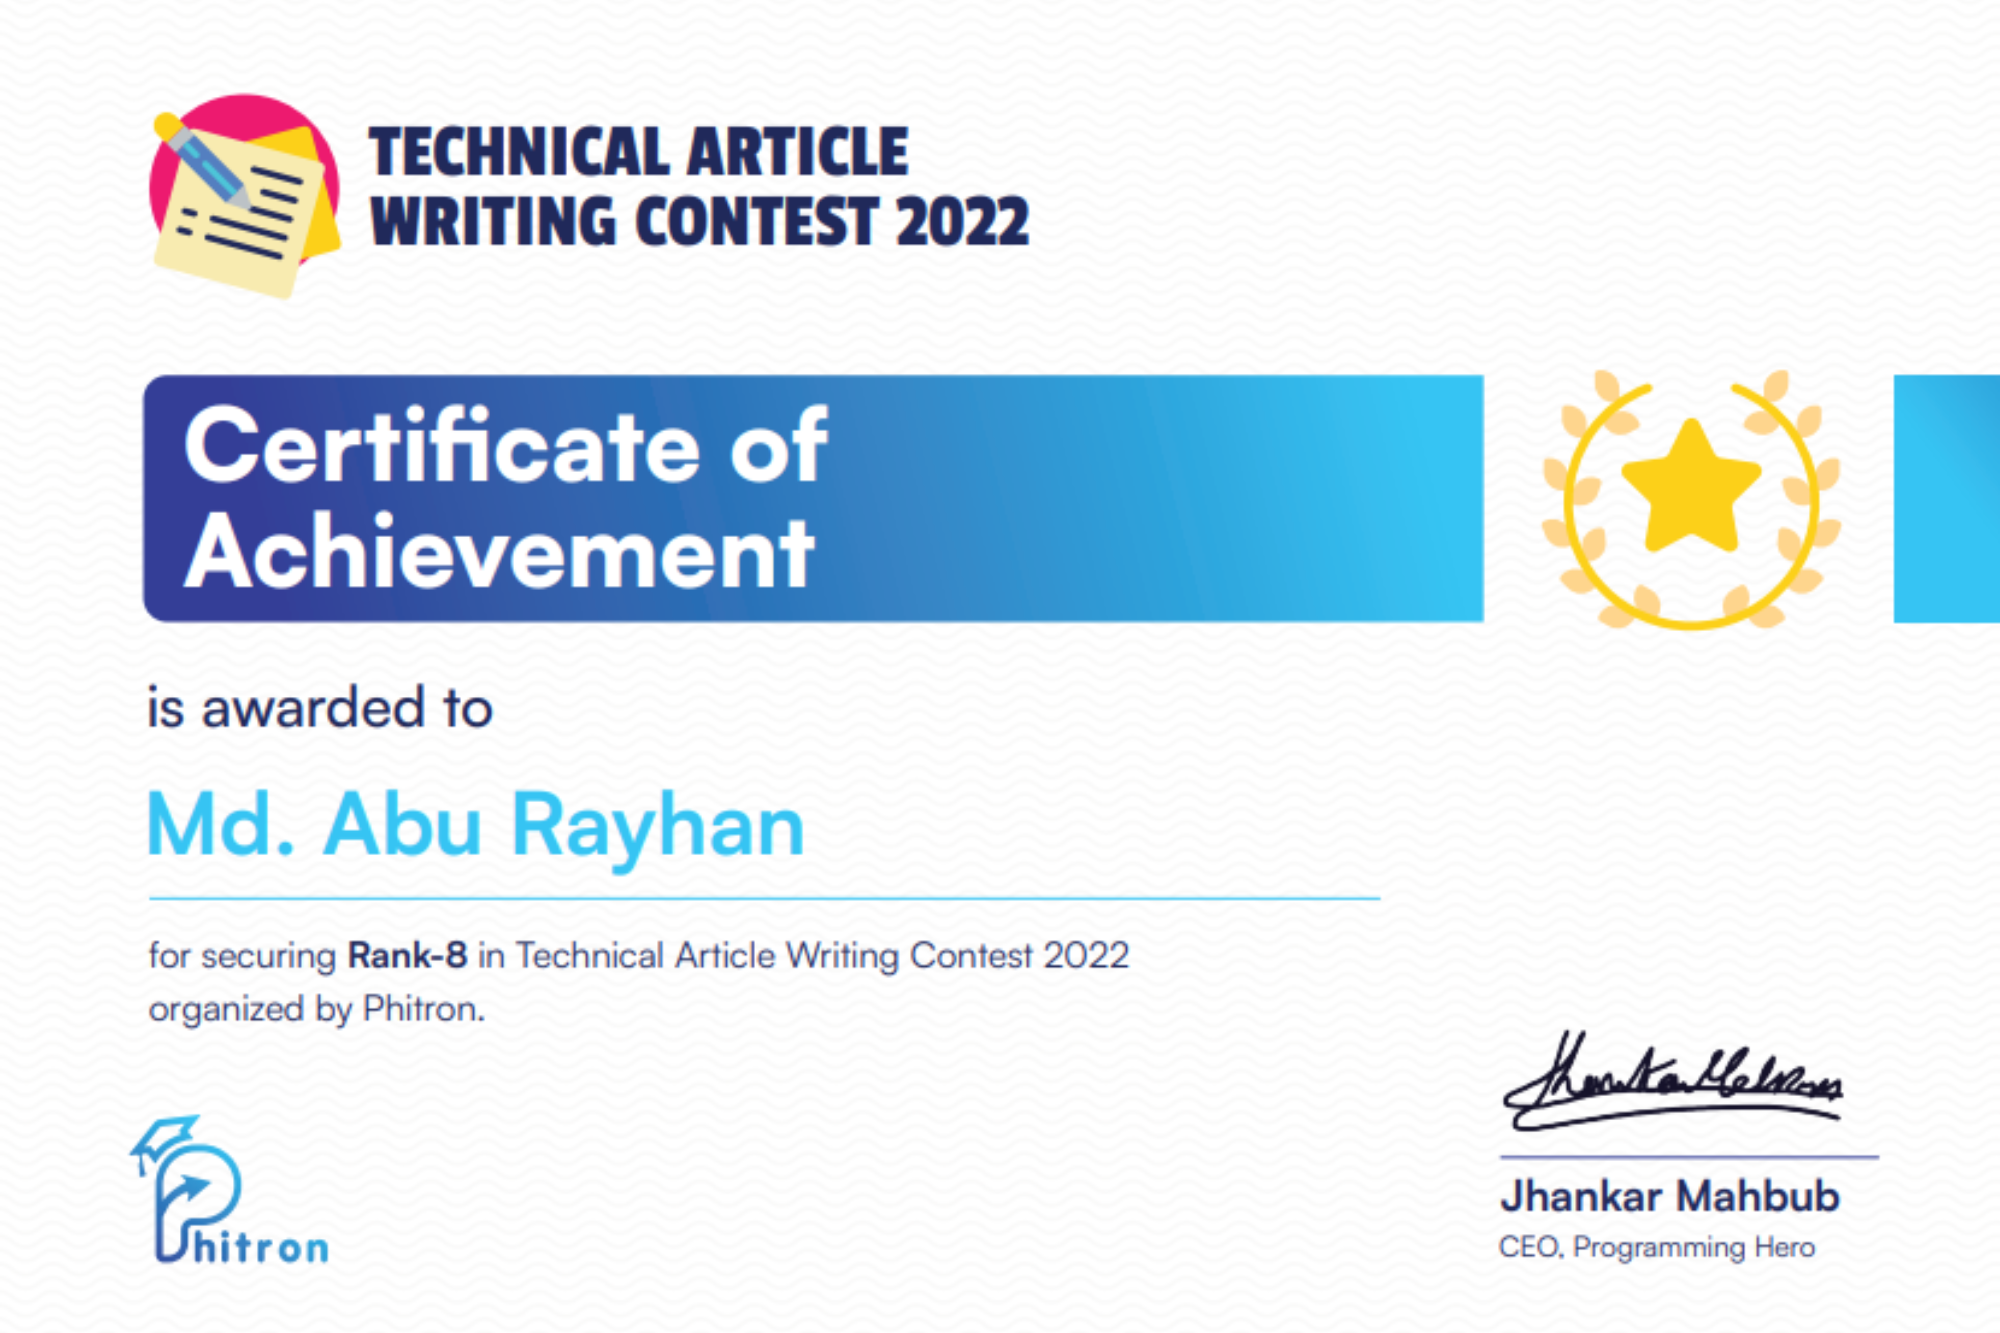 TECHNICAL ARTICLE
WRITING CONTEST 2022
Certificate of
Achievement
is awarded to
Md. Abu Rayhan
for securing Rank-8 in Technical Article Writing Contest 2022
organized by Phitron.
Phitron
Jhankar Mahbub
Jhankar Mahbub
CEO, Programming Hero